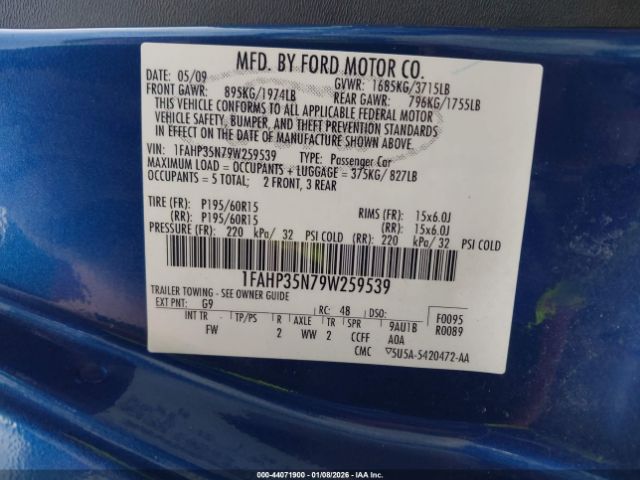 MFD. BY FORD MOTOR CO.
DATE: 05/09 GVWR: 1685KG/3715LB
FRONT GAWR: 895KG/1974LB REAR GAWR: 796KG/1755LB
THIS VEHICLE CONFORMS TO ALL APPLICABLE FEDERAL MOTOR
VEHICLE SAFETY, BUMPER, AND THEFT PREVENTION STANDARDS
IN EFFECT ON THE DATE OF MANUFACTURE SHOWN ABOVE.
VIN: 1FAHP35N79W259539 TYPE: Passenger Car
MAXIMUM LOAD = OCCUPANTS + LUGGAGE = 375KG/ 827LB
OCCUPANTS = 5 TOTAL; 2 FRONT, 3 REAR
TIRE (FR): P195/60R15 RIMS (FR): 15x6.0J
(RR): P195/60R15 (RR): 15x6.0J
PRESSURE (FR): 220 kPa/ 32 PSI COLD (RR): 220 kPa/ 32 PSI COLD
1FAHP35N79W259539
TRAILER TOWING - SEE OWNER GUIDE
EXT PNT: G9 RC: 48 DSO: F0095
INT TR - TP/PS R AXLE TR SPR 9AU1B R0089
FW 2 WW 2 CCFF AOA
CMC ▽5U5A-5420472-AA
000-44071900 - 01/08/2026 - IAAI (CA)